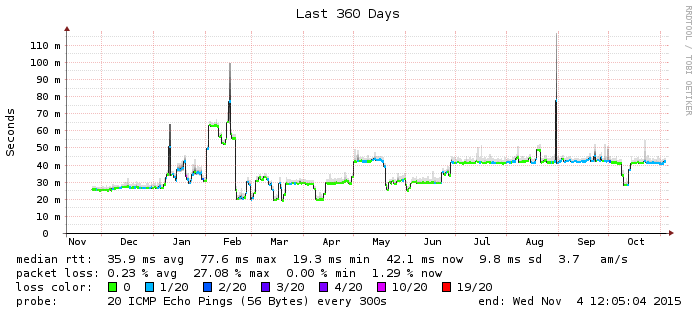 Last 360 Days
RRDTOOL / TOBI OETIKER
Seconds
110 m
100 m
90 m
80 m
70 m
60 m
50 m
40 m
30 m
20 m
10 m
0
Nov Dec Jan Feb Mar Apr May Jun Jul Aug Sep Oct
median rtt: 35.9 ms avg 77.6 ms max 19.3 ms min 42.1 ms now 9.8 ms sd 3.7 am/s
packet loss: 0.23 % avg 27.08 % max 0.00 % min 1.29 % now
loss color: 0 1/20 2/20 3/20 4/20 10/20 19/20
probe: 20 ICMP Echo Pings (56 Bytes) every 300s end: Wed Nov 4 12:05:04 2015